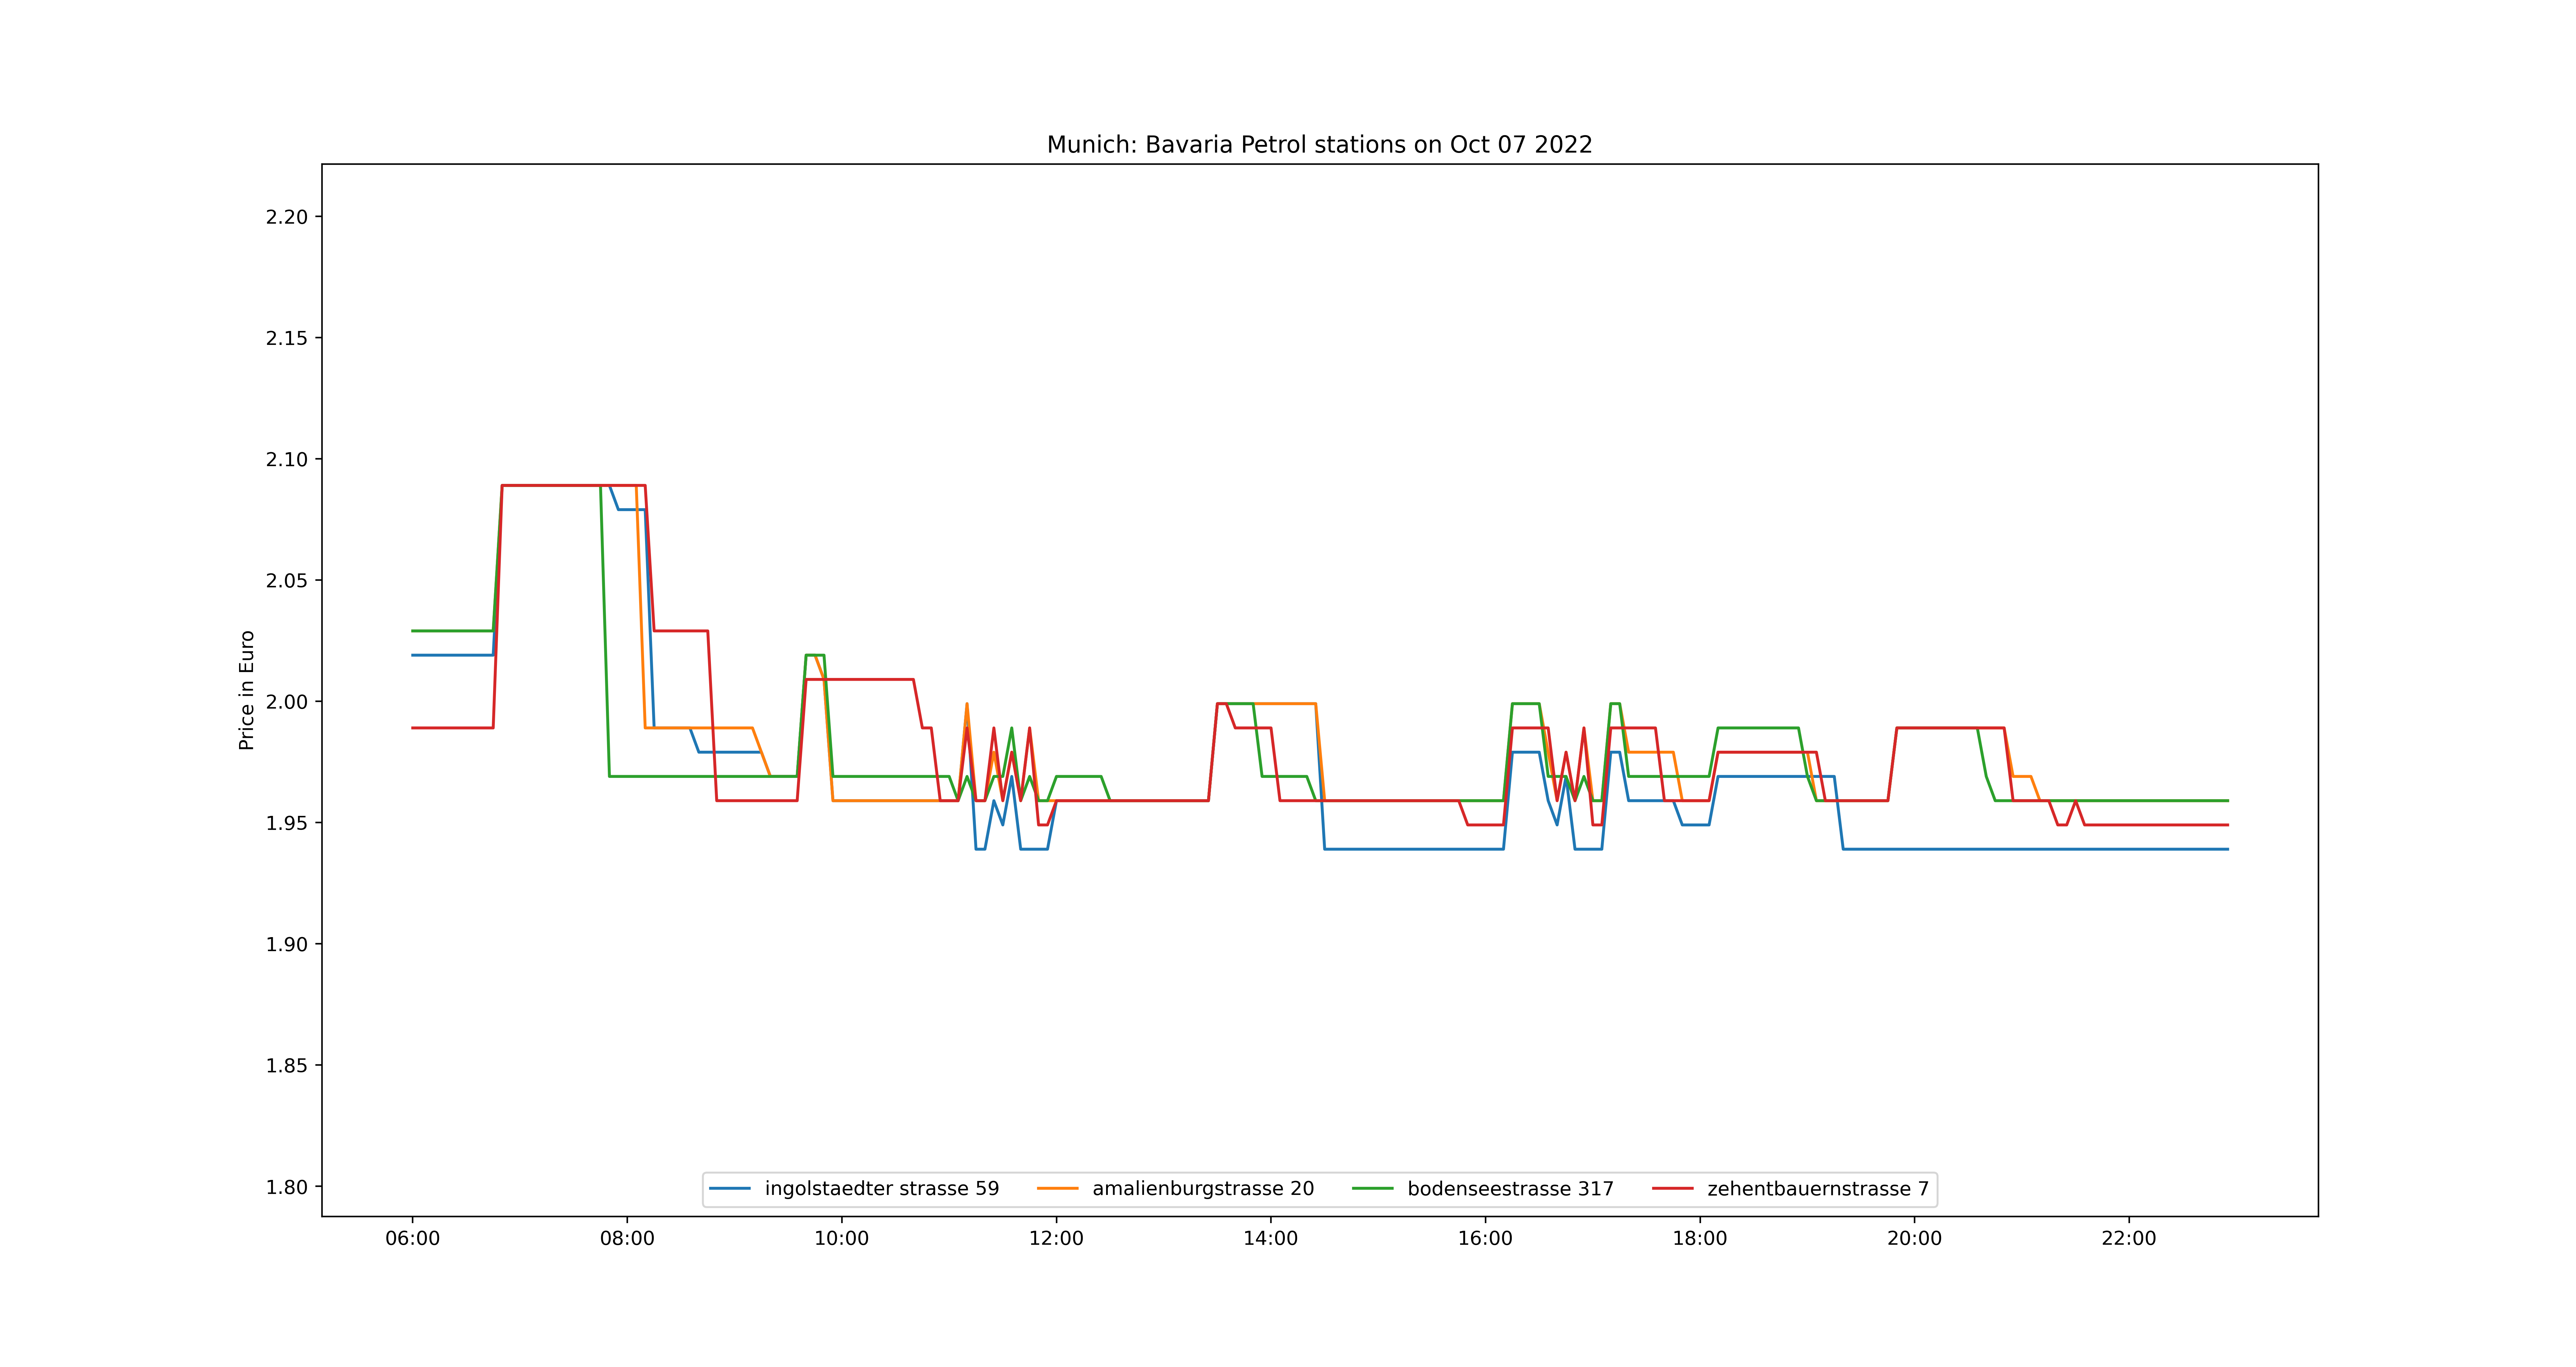 Munich: Bavaria Petrol stations on Oct 07 2022
Price in Euro
2.20
2.15
2.10
2.05
2.00
1.95
1.90
1.85
1.80
ingolstaedter strasse 59 amalienburgstrasse 20 bodenseestrasse 317 zehentbauernstrasse 7
06:00 08:00 10:00 12:00 14:00 16:00 18:00 20:00 22:00